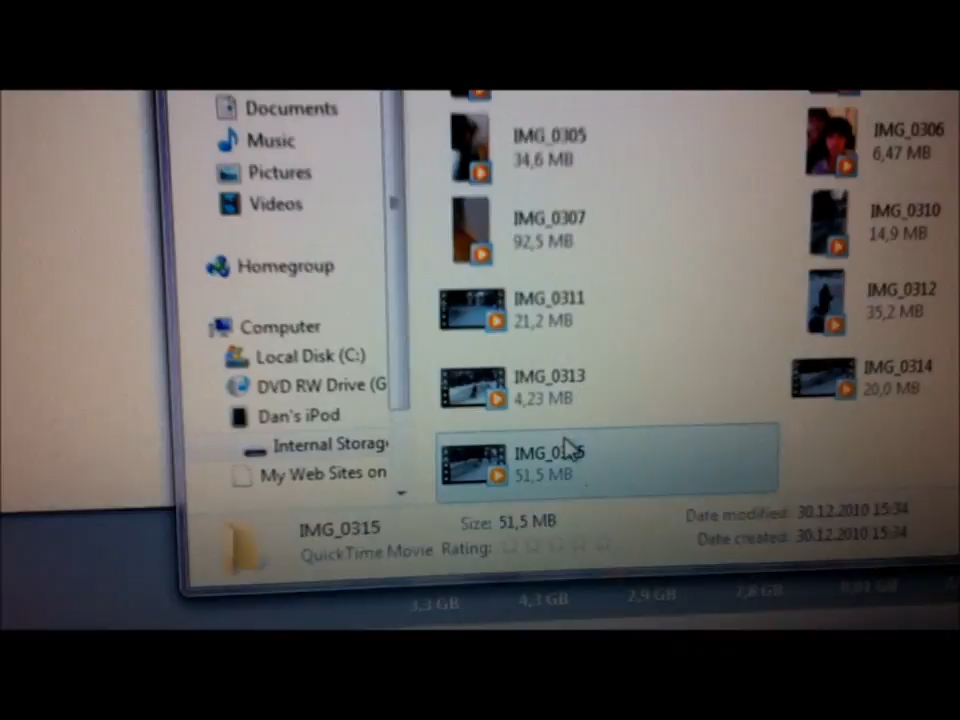 Documents
Music
Pictures
Videos
Homegroup
Computer
Local Disk (C:)
DVD RW Drive (G
Dan's iPod
Internal Storag
My Web Sites on
IMG_0305
34,6 MB
IMG_0306
6,47 MB
IMG_0307
92,5 MB
IMG_0310
14,9 MB
IMG_0311
21,2 MB
IMG_0312
35,2 MB
IMG_0313
4,23 MB
IMG_0314
20,0 MB
IMG_0315
51,5 MB
IMG_0315
Size: 51,5 MB
Date modified: 30.12.2010 15:34
QuickTime Movie Rating:
Date created: 30.12.2010 15:34
3,3 GB 4,3 GB 2,9 GB 7,8 GB